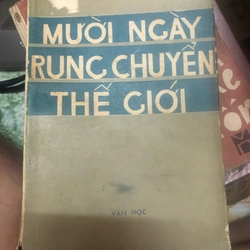 MƯỜI NGÀY
RUNG CHUYỂN
THẾ GIỚI
VĂN HỌC